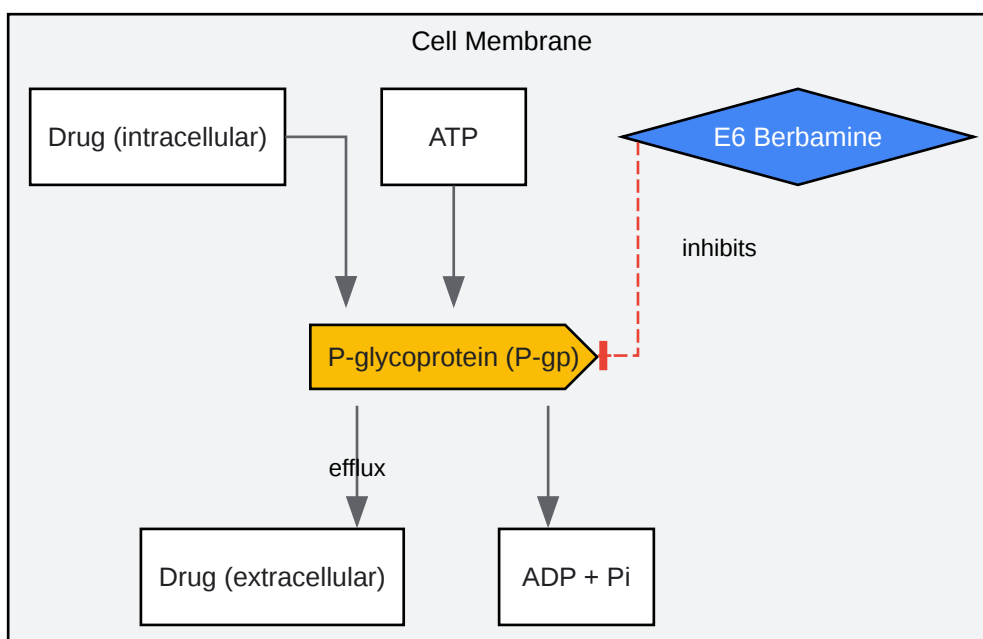 Cell Membrane
Drug (intracellular)
ATP
E6 Berbamine
inhibits
P-glycoprotein (P-gp)
efflux
Drug (extracellular)
ADP + Pi